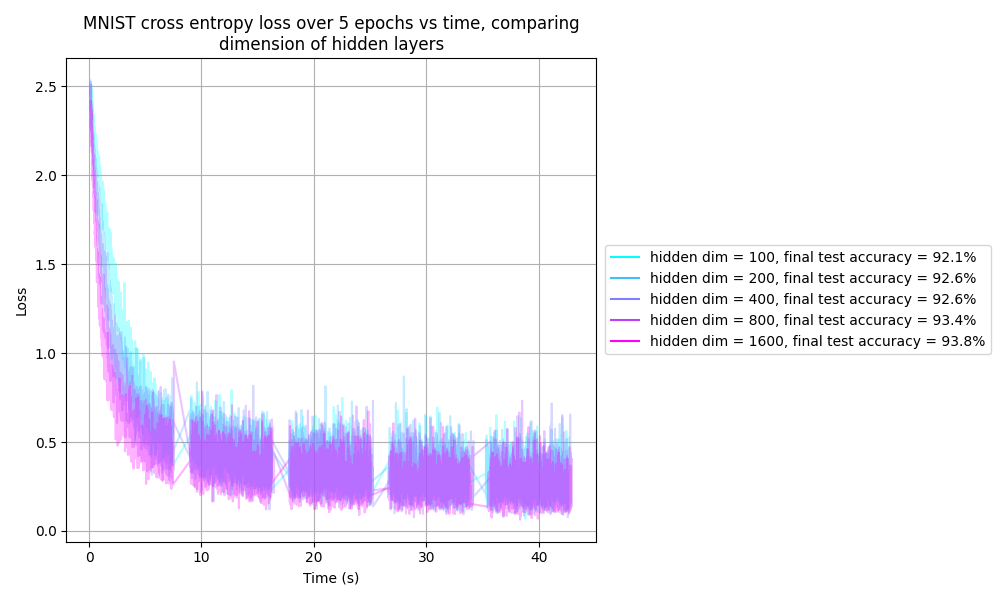 MNIST cross entropy loss over 5 epochs vs time, comparing
dimension of hidden layers
Loss
2.5
2.0
1.5
1.0
0.5
0.0
0
10
20
30
40
Time (s)
hidden dim = 100, final test accuracy = 92.1%
hidden dim = 200, final test accuracy = 92.6%
hidden dim = 400, final test accuracy = 92.6%
hidden dim = 800, final test accuracy = 93.4%
hidden dim = 1600, final test accuracy = 93.8%